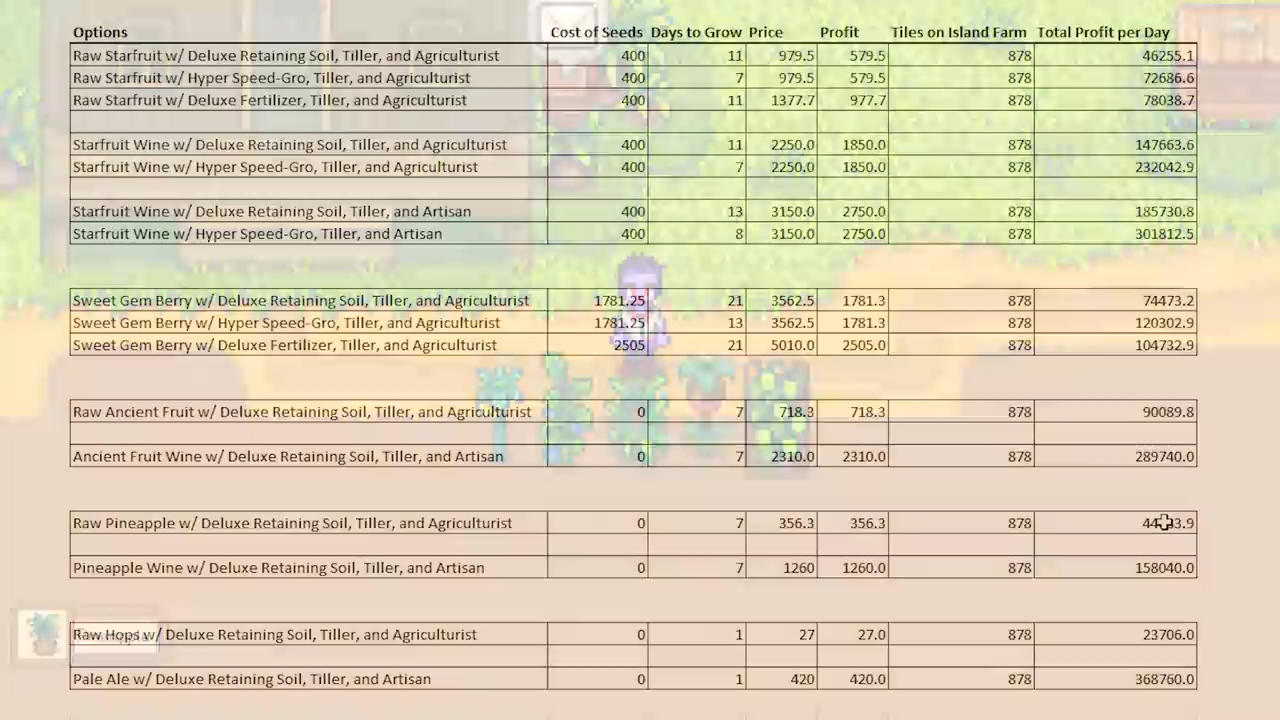 Options Cost of Seeds Days to Grow Price Profit Tiles on Island Farm Total Profit per Day
Raw Starfruit w/ Deluxe Retaining Soil, Tiller, and Agriculturist 400 11 979.5 579.5 878 46255.1
Raw Starfruit w/ Hyper Speed-Gro, Tiller, and Agriculturist 400 7 979.5 579.5 878 72686.6
Raw Starfruit w/ Deluxe Fertilizer, Tiller, and Agriculturist 400 11 1377.7 977.7 878 78038.7
Starfruit Wine w/ Deluxe Retaining Soil, Tiller, and Agriculturist 400 11 2250.0 1850.0 878 147663.6
Starfruit Wine w/ Hyper Speed-Gro, Tiller, and Agriculturist 400 7 2250.0 1850.0 878 232042.9
Starfruit Wine w/ Deluxe Retaining Soil, Tiller, and Artisan 400 13 3150.0 2750.0 878 185730.8
Starfruit Wine w/ Hyper Speed-Gro, Tiller, and Artisan 400 8 3150.0 2750.0 878 301812.5
Sweet Gem Berry w/ Deluxe Retaining Soil, Tiller, and Agriculturist 1781.25 21 3562.5 1781.3 878 74473.2
Sweet Gem Berry w/ Hyper Speed-Gro, Tiller, and Agriculturist 1781.25 13 3562.5 1781.3 878 120302.9
Sweet Gem Berry w/ Deluxe Fertilizer, Tiller, and Agriculturist 2505 21 5010.0 2505.0 878 104732.9
Raw Ancient Fruit w/ Deluxe Retaining Soil, Tiller, and Agriculturist 0 7 718.3 718.3 878 90089.8
Ancient Fruit Wine w/ Deluxe Retaining Soil, Tiller, and Artisan 0 7 2310.0 2310.0 878 289740.0
Raw Pineapple w/ Deluxe Retaining Soil, Tiller, and Agriculturist 0 7 356.3 356.3 878
Pineapple Wine w/ Deluxe Retaining Soil, Tiller, and Artisan 0 7 1260 1260.0 878 158040.0
Raw Hops w/ Deluxe Retaining Soil, Tiller, and Agriculturist 0 1 27 27.0 878 23706.0
Pale Ale w/ Deluxe Retaining Soil, Tiller, and Artisan 0 1 420 420.0 878 368760.0